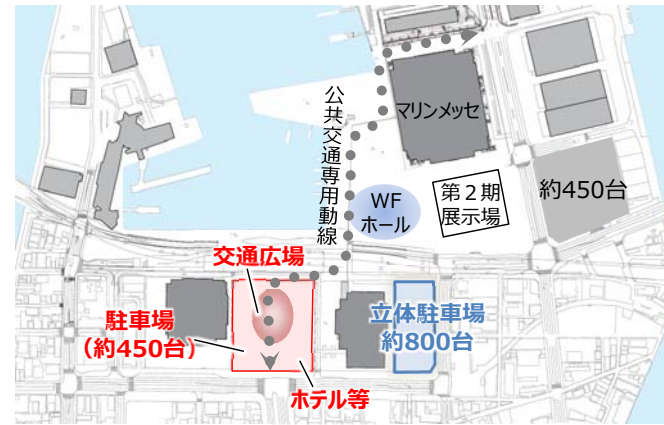 マリンメッセ
公共交通専用動線
WF
ホール
第２期
展示場
約450台
交通広場
駐車場
（約450台）
立体駐車場
約800台
ホテル等